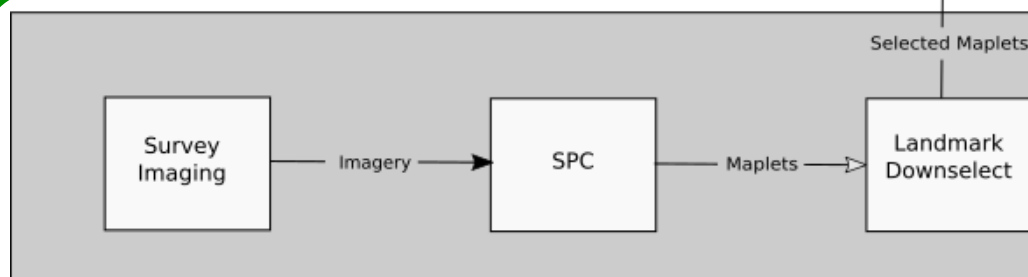 Selected Maplets
Survey
Imaging
Imagery
SPC
Maplets
Landmark
Downselect